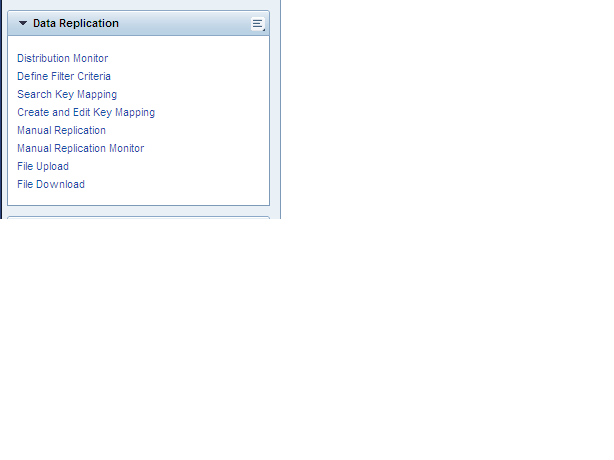 Data Replication
Distribution Monitor
Define Filter Criteria
Search Key Mapping
Create and Edit Key Mapping
Manual Replication
Manual Replication Monitor
File Upload
File Download